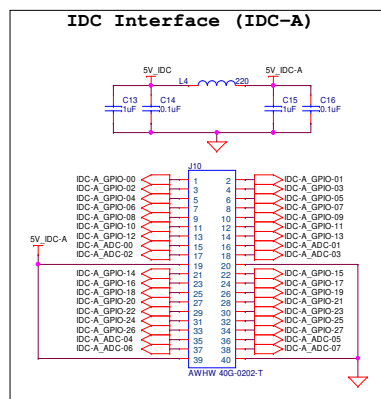 IDC Interface (IDC-A)
5V_IDC 5V_IDC-A
L4 220
C13 C14 C15 C16
1uF 0.1uF 1uF 0.1uF
J10
IDC-A_GPIO-00 1 2 IDC-A_GPIO-01
IDC-A_GPIO-02 3 4 IDC-A_GPIO-03
IDC-A_GPIO-04 5 6 IDC-A_GPIO-05
IDC-A_GPIO-06 7 8 IDC-A_GPIO-07
IDC-A_GPIO-08 9 10 IDC-A_GPIO-09
IDC-A_GPIO-10 11 12 IDC-A_GPIO-11
IDC-A_GPIO-12 13 14 IDC-A_GPIO-13
5V_IDC-A IDC-A_ADC-00 15 16 IDC-A_ADC-01
IDC-A_ADC-02 17 18 IDC-A_ADC-03
19 20
IDC-A_GPIO-14 21 22 IDC-A_GPIO-15
IDC-A_GPIO-16 23 24 IDC-A_GPIO-17
IDC-A_GPIO-18 25 26 IDC-A_GPIO-19
IDC-A_GPIO-20 27 28 IDC-A_GPIO-21
IDC-A_GPIO-22 29 30 IDC-A_GPIO-23
IDC-A_GPIO-24 31 32 IDC-A_GPIO-25
IDC-A_GPIO-26 33 34 IDC-A_GPIO-27
IDC-A_ADC-04 35 36 IDC-A_ADC-05
IDC-A_ADC-06 37 38 IDC-A_ADC-07
39 40
AWHW 40G-0202-T